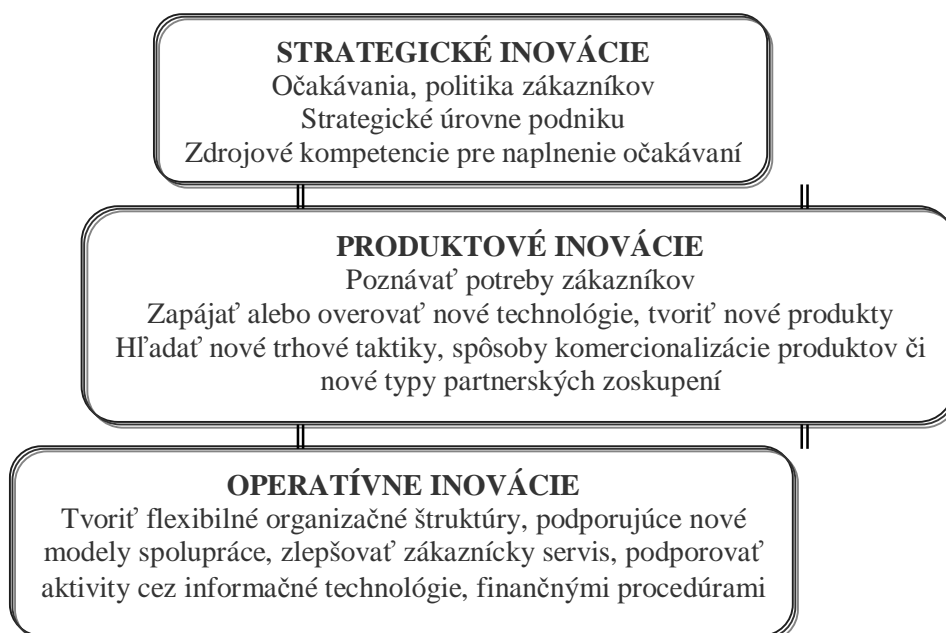 STRATEGICKÉ INOVÁCIE
Očakávania, politika zákazníkov
Strategické úrovne podniku
Zdrojové kompetencie pre naplnenie očakávaní
PRODUKTOVÉ INOVÁCIE
Poznávať potreby zákazníkov
Zapájať alebo overovať nové technológie, tvoriť nové produkty
Hľadať nové trhové taktiky, spôsoby komercionalizácie produktov či
nové typy partnerských zoskupení
OPERATÍVNE INOVÁCIE
Tvoriť flexibilné organizačné štruktúry, podporujúce nové
modely spolupráce, zlepšovať zákaznícky servis, podporovať
aktivity cez informačné technológie, finančnými procedúrami